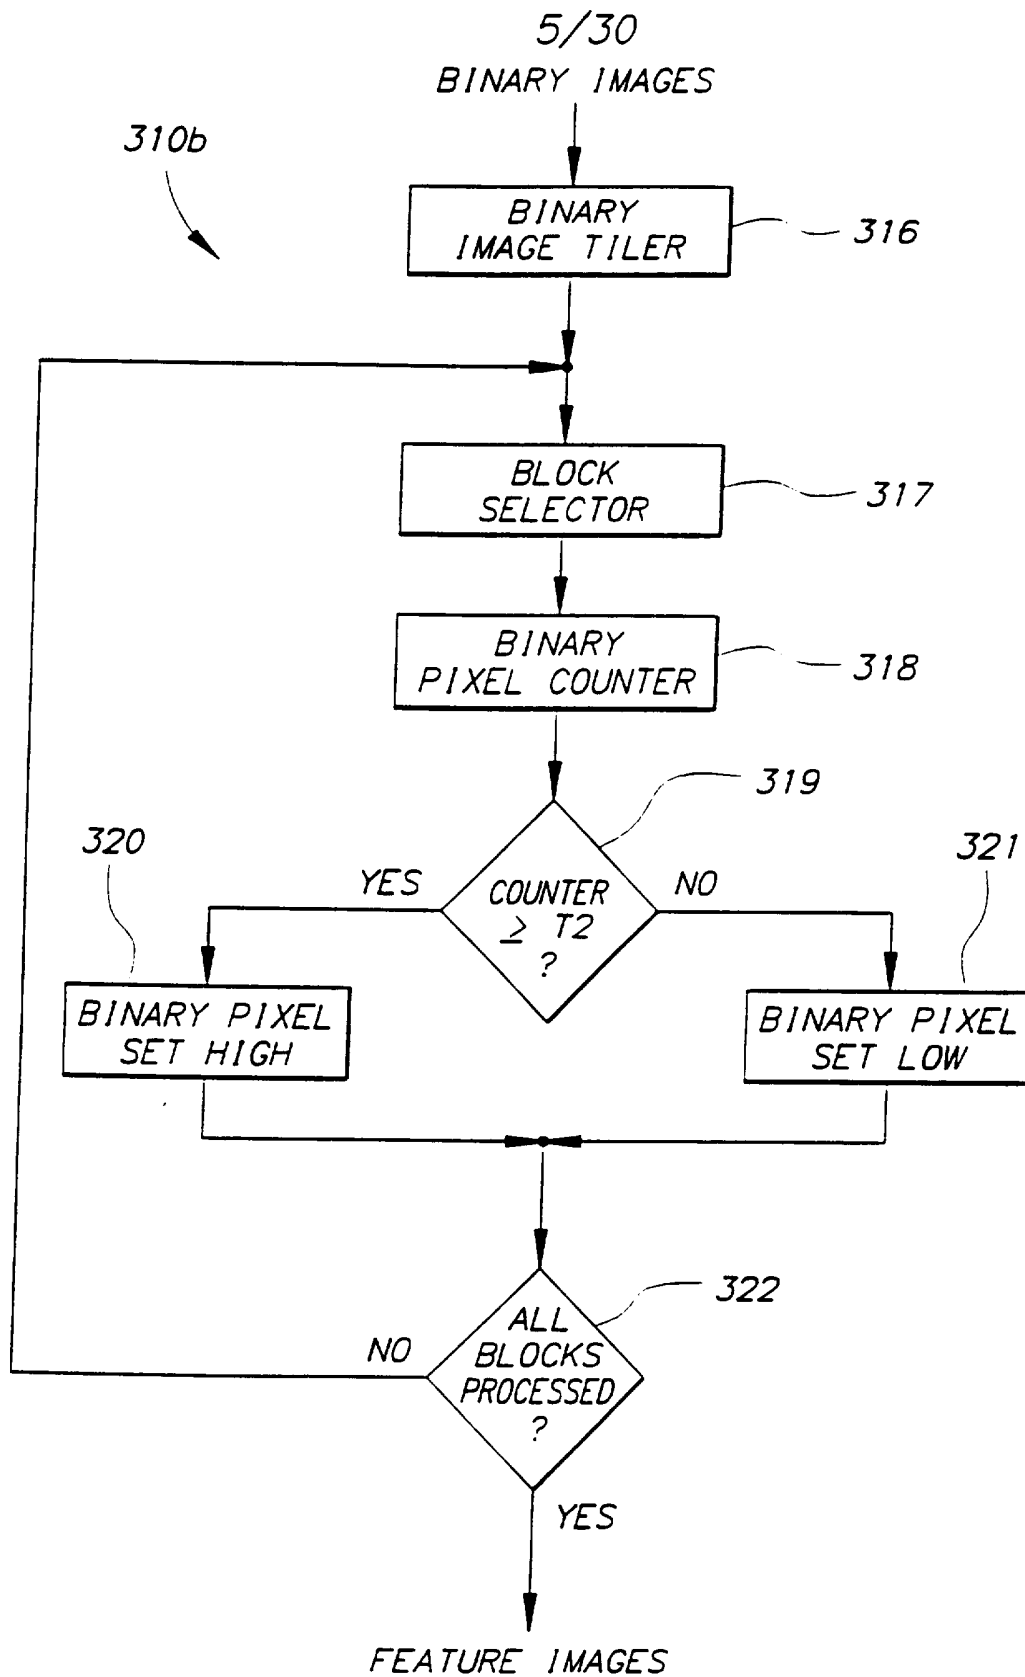 5/30
BINARY IMAGES
310b
BINARY
IMAGE TILER
316
BLOCK
SELECTOR
317
BINARY
PIXEL COUNTER
318
319
320
321
YES
COUNTER
≥ T2
?
NO
BINARY PIXEL
SET HIGH
BINARY PIXEL
SET LOW
322
NO
ALL
BLOCKS
PROCESSED
?
YES
FEATURE IMAGES